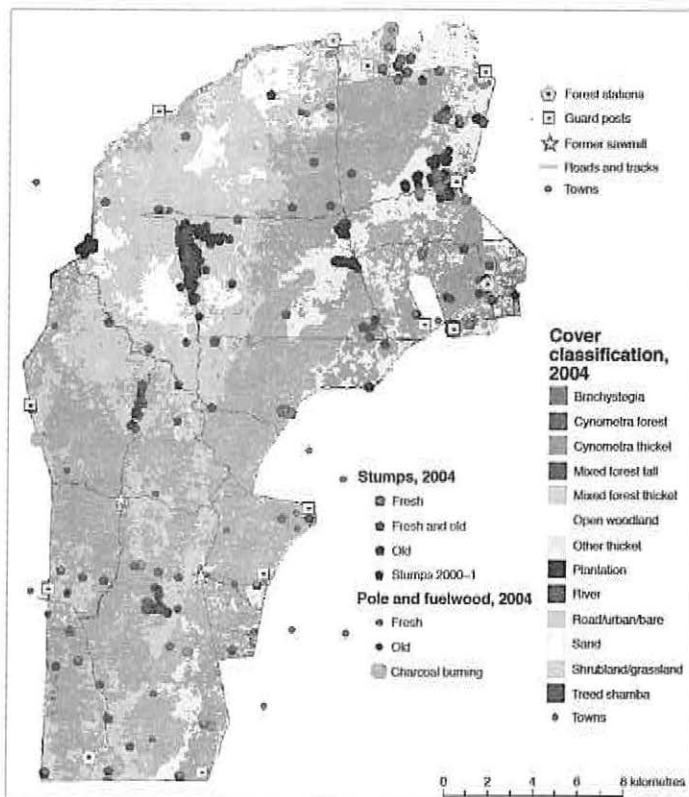 Forest stations
Guard posts
Former sawmill
Roads and tracks
Towns
Cover
classification,
2004
Brachystegia
Cynometra forest
Cynometra thicket
Mixed forest tall
Mixed forest thicket
Open woodland
Other thicket
Plantation
River
Road/urban/bare
Sand
Shrubland/grassland
Treed shamba
Towns
Stumps, 2004
Fresh
Fresh and old
Old
Stumps 2000–1
Pole and fuelwood, 2004
Fresh
Old
Charcoal burning
0 2 4 6 8 kilometres